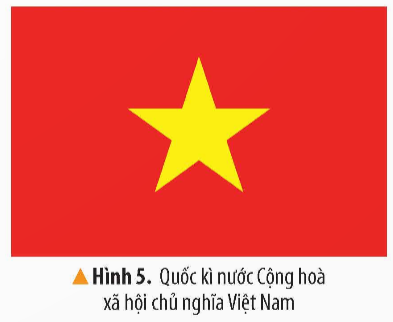 ▲ Hình 5. Quốc kì nước Cộng hoà
xã hội chủ nghĩa Việt Nam